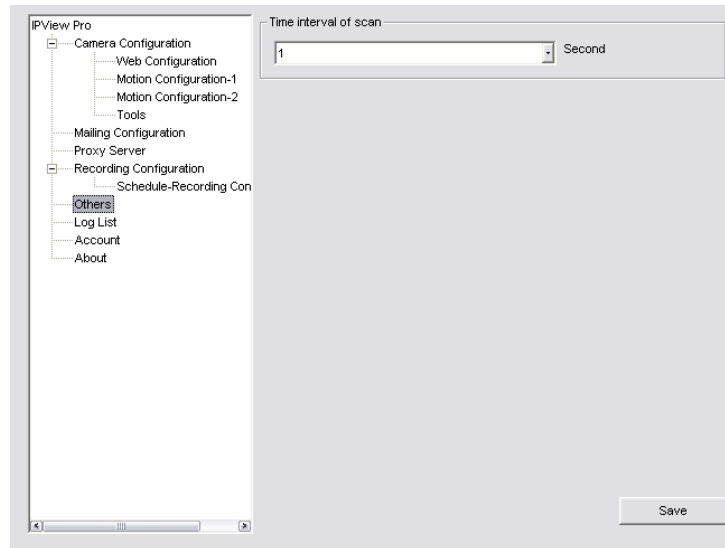 IPView Pro
Camera Configuration
Web Configuration
Motion Configuration-1
Motion Configuration-2
Tools
Mailing Configuration
Proxy Server
Recording Configuration
Schedule-Recording Con
Others
Log List
Account
About
Time interval of scan
1 Second
Save